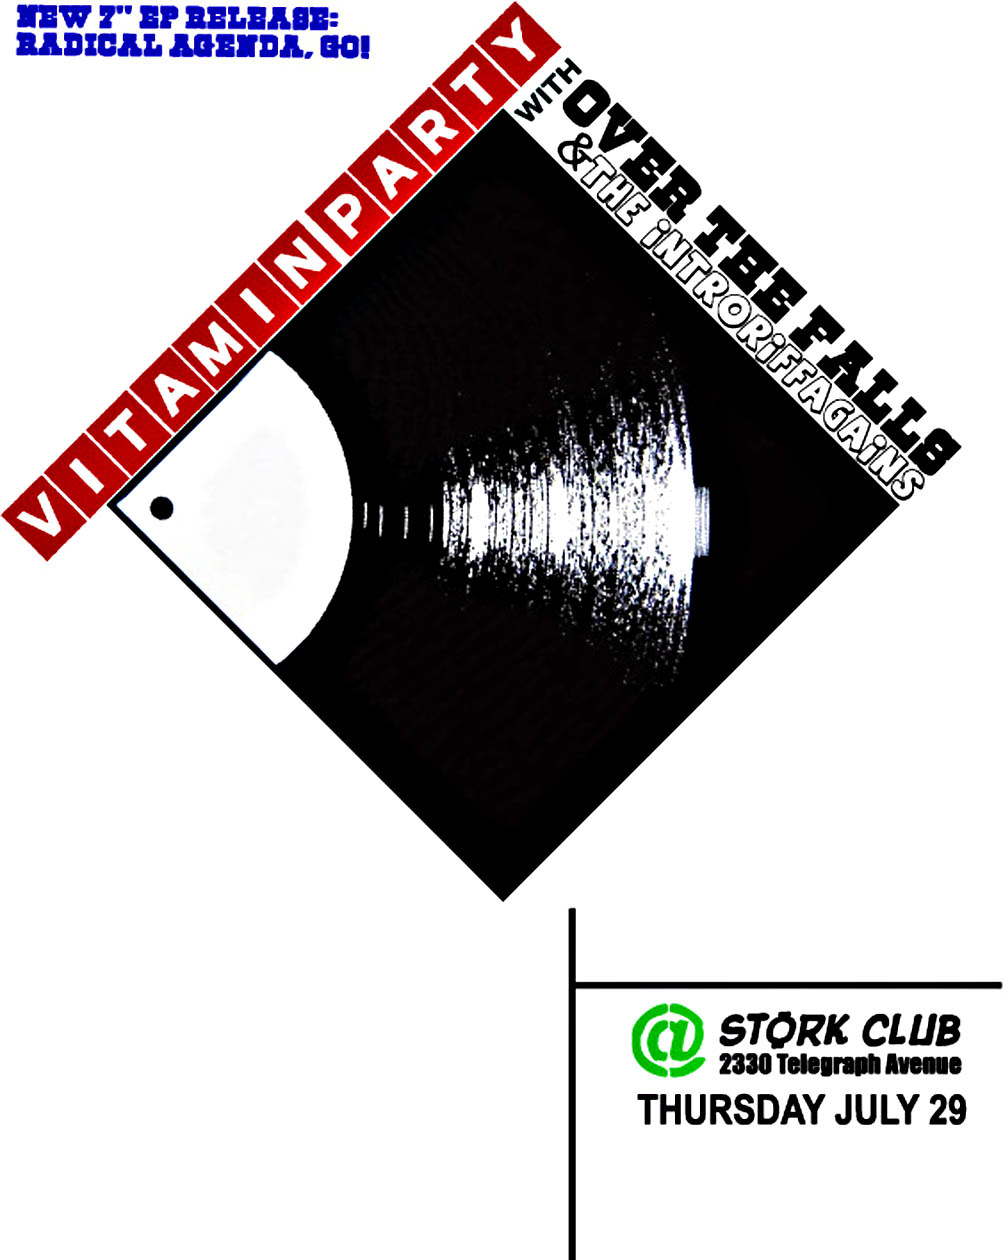 NEW 7" EP RELEASE:
RADICAL AGENDA, GO!
VITAMINPARTY
WITH
OVER THE FALLS
&THE iNTRORiFFAGAiNS
@ STORK CLUB
2330 Telegraph Avenue
THURSDAY JULY 29